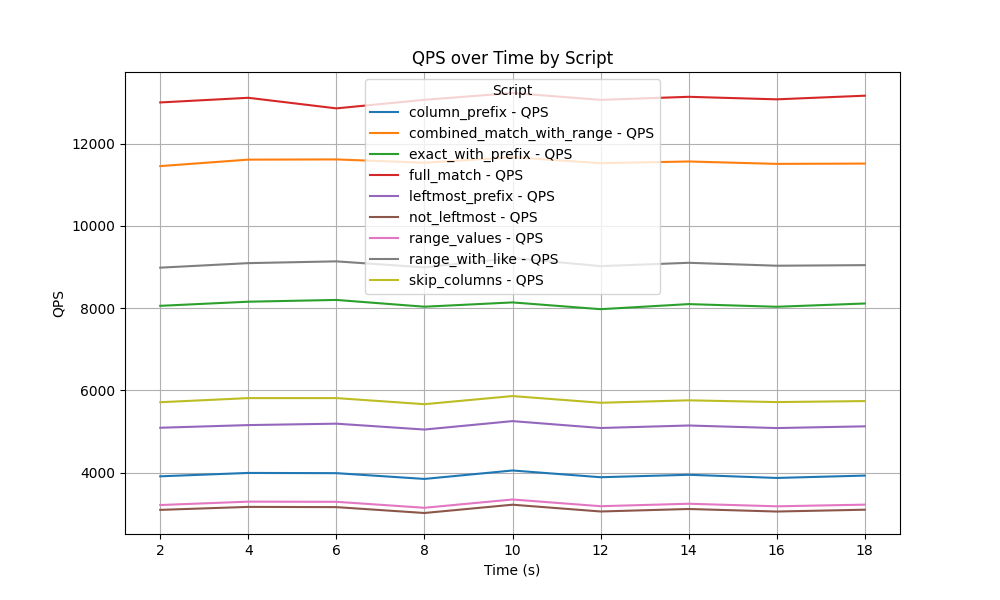 QPS over Time by Script
Script
column_prefix - QPS
combined_match_with_range - QPS
exact_with_prefix - QPS
full_match - QPS
leftmost_prefix - QPS
not_leftmost - QPS
range_values - QPS
range_with_like - QPS
skip_columns - QPS
12000
10000
8000
6000
4000
QPS
2 4 6 8 10 12 14 16 18
Time (s)